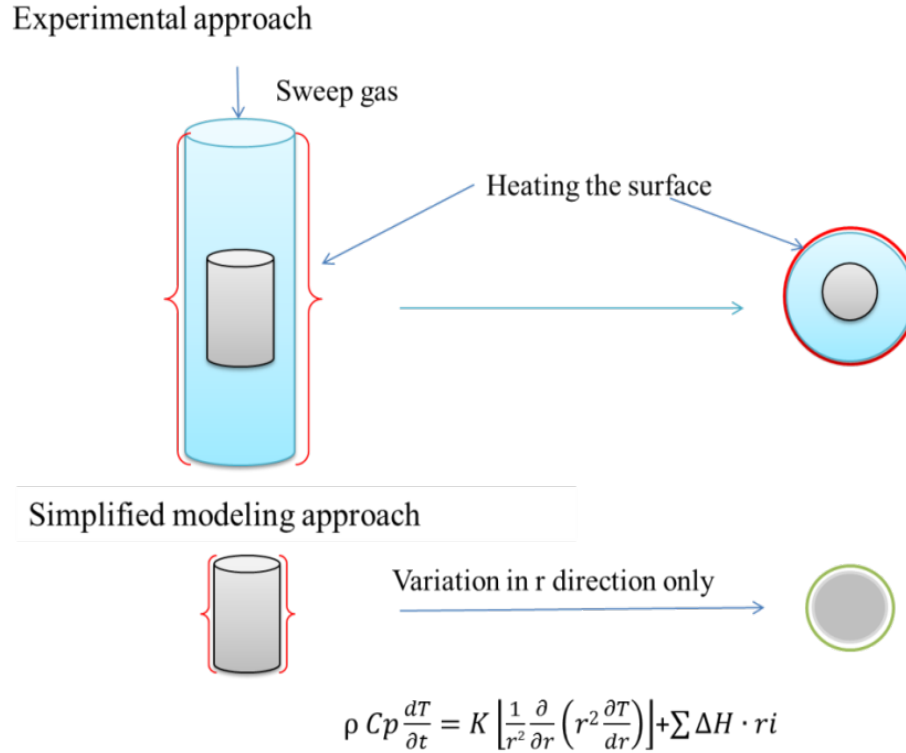 Experimental approach
Sweep gas
Heating the surface
Simplified modeling approach
Variation in r direction only
ρ Cp dT/∂t = K ⌊1/r² ∂/∂r (r² ∂T/dr)⌋+∑ ΔH · ri